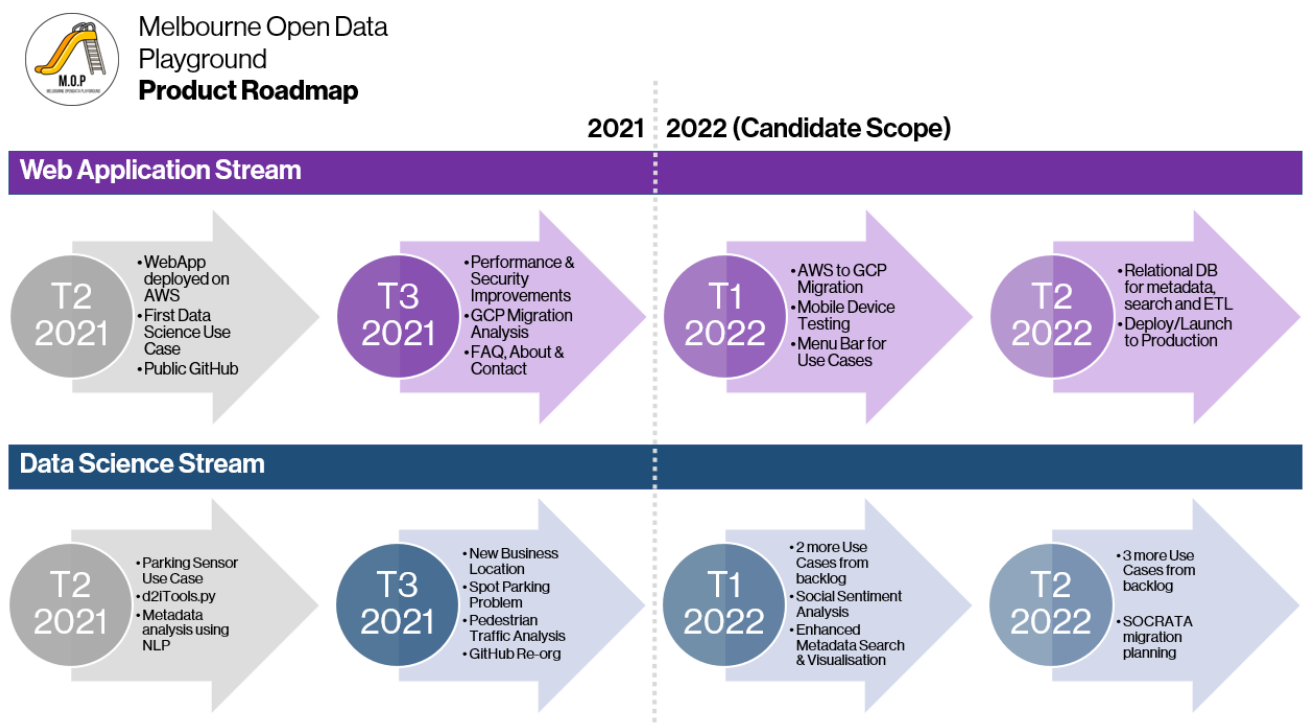 Melbourne Open Data
Playground
Product Roadmap
M.O.P
MELBOURNE OPENDATA PLAYGROUND
2021
2022 (Candidate Scope)
Web Application Stream
T2
2021
•WebApp
deployed on
AWS
•First Data
Science Use
Case
•Public GitHub
T3
2021
•Performance &
Security
Improvements
•GCP Migration
Analysis
•FAQ, About &
Contact
T1
2022
•AWS to GCP
Migration
•Mobile Device
Testing
•Menu Bar for
Use Cases
T2
2022
•Relational DB
for metadata,
search and ETL
•Deploy/Launch
to Production
Data Science Stream
T2
2021
•Parking Sensor
Use Case
•d2iTools.py
•Metadata
analysis using
NLP
T3
2021
•New Business
Location
•Spot Parking
Problem
•Pedestrian
Traffic Analysis
•GitHub Re-org
T1
2022
•2 more Use
Cases from
backlog
•Social Sentiment
Analysis
•Enhanced
Metadata Search
& Visualisation
T2
2022
•3 more Use
Cases from
backlog
•SOCRATA
migration
planning